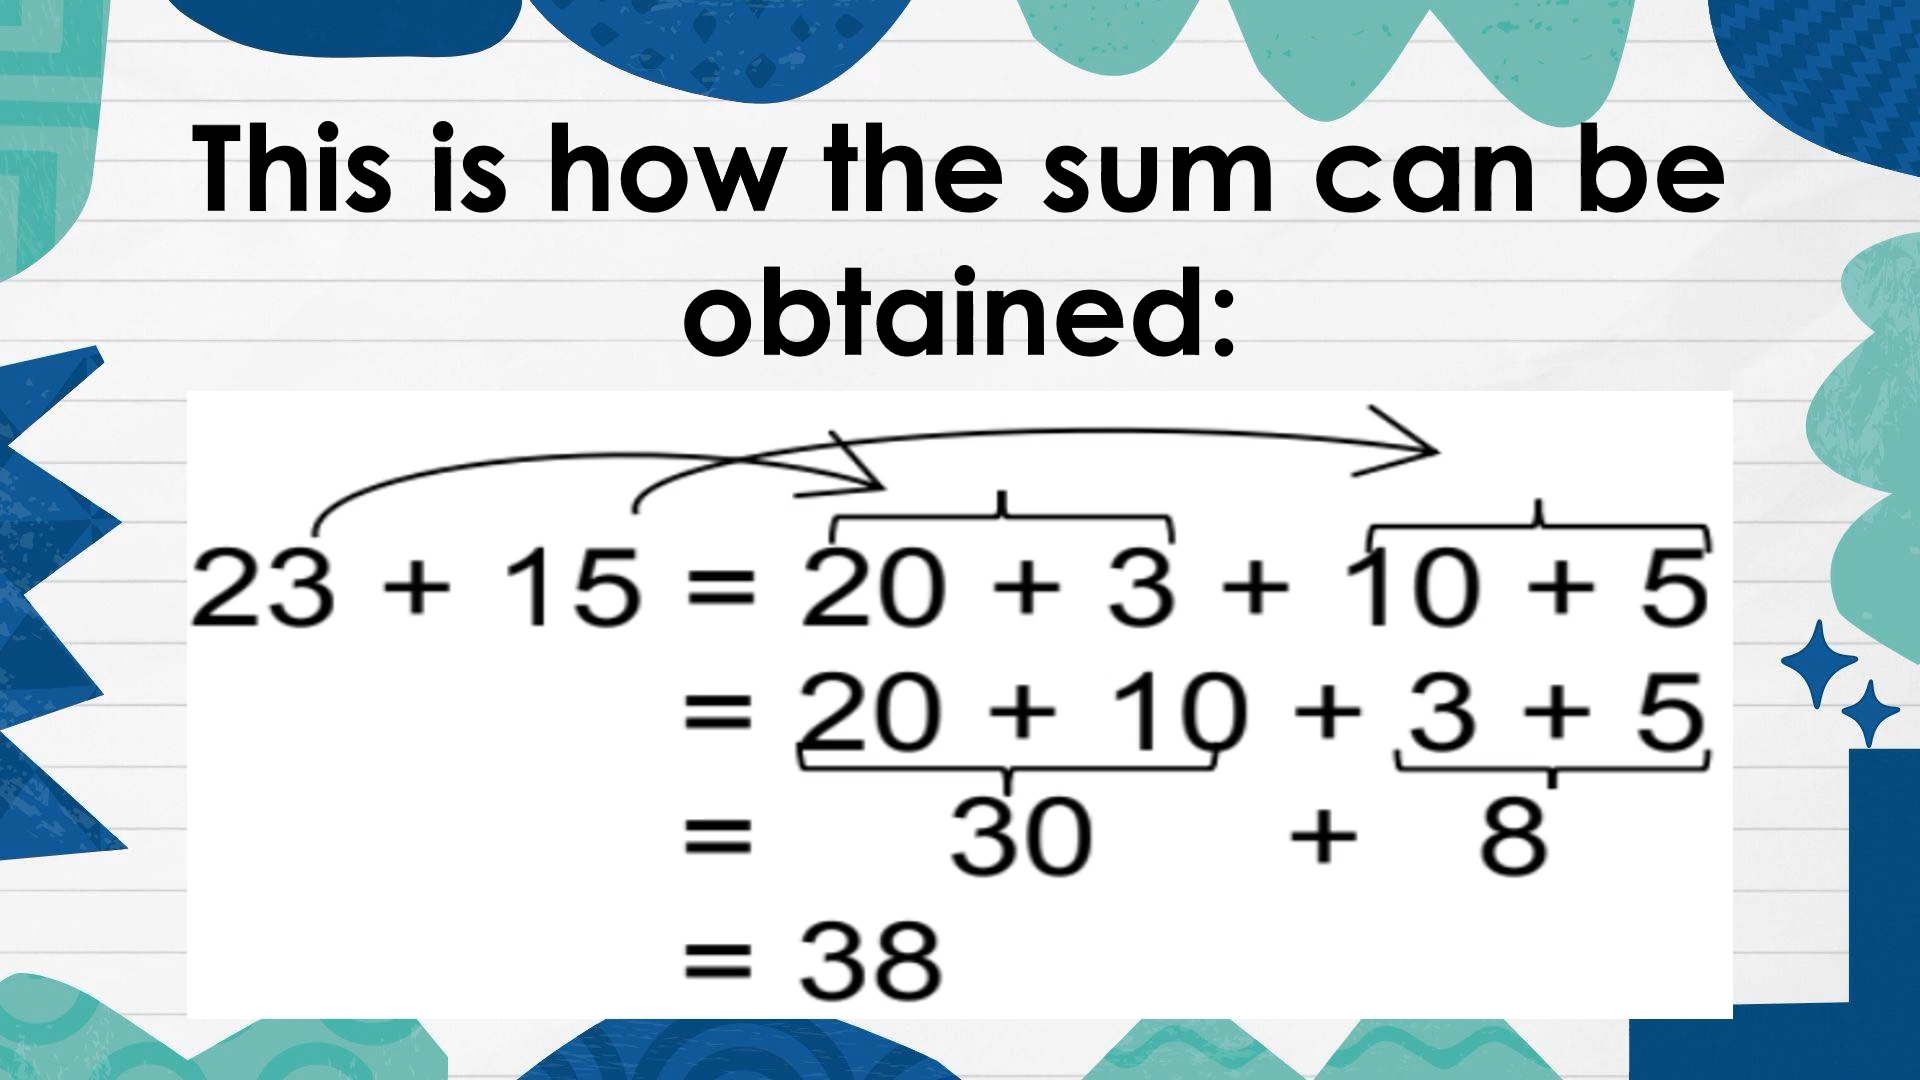 This is how the sum can be
obtained:
23 + 15 = 20 + 3 + 10 + 5
= 20 + 10 + 3 + 5
= 30 + 8
= 38